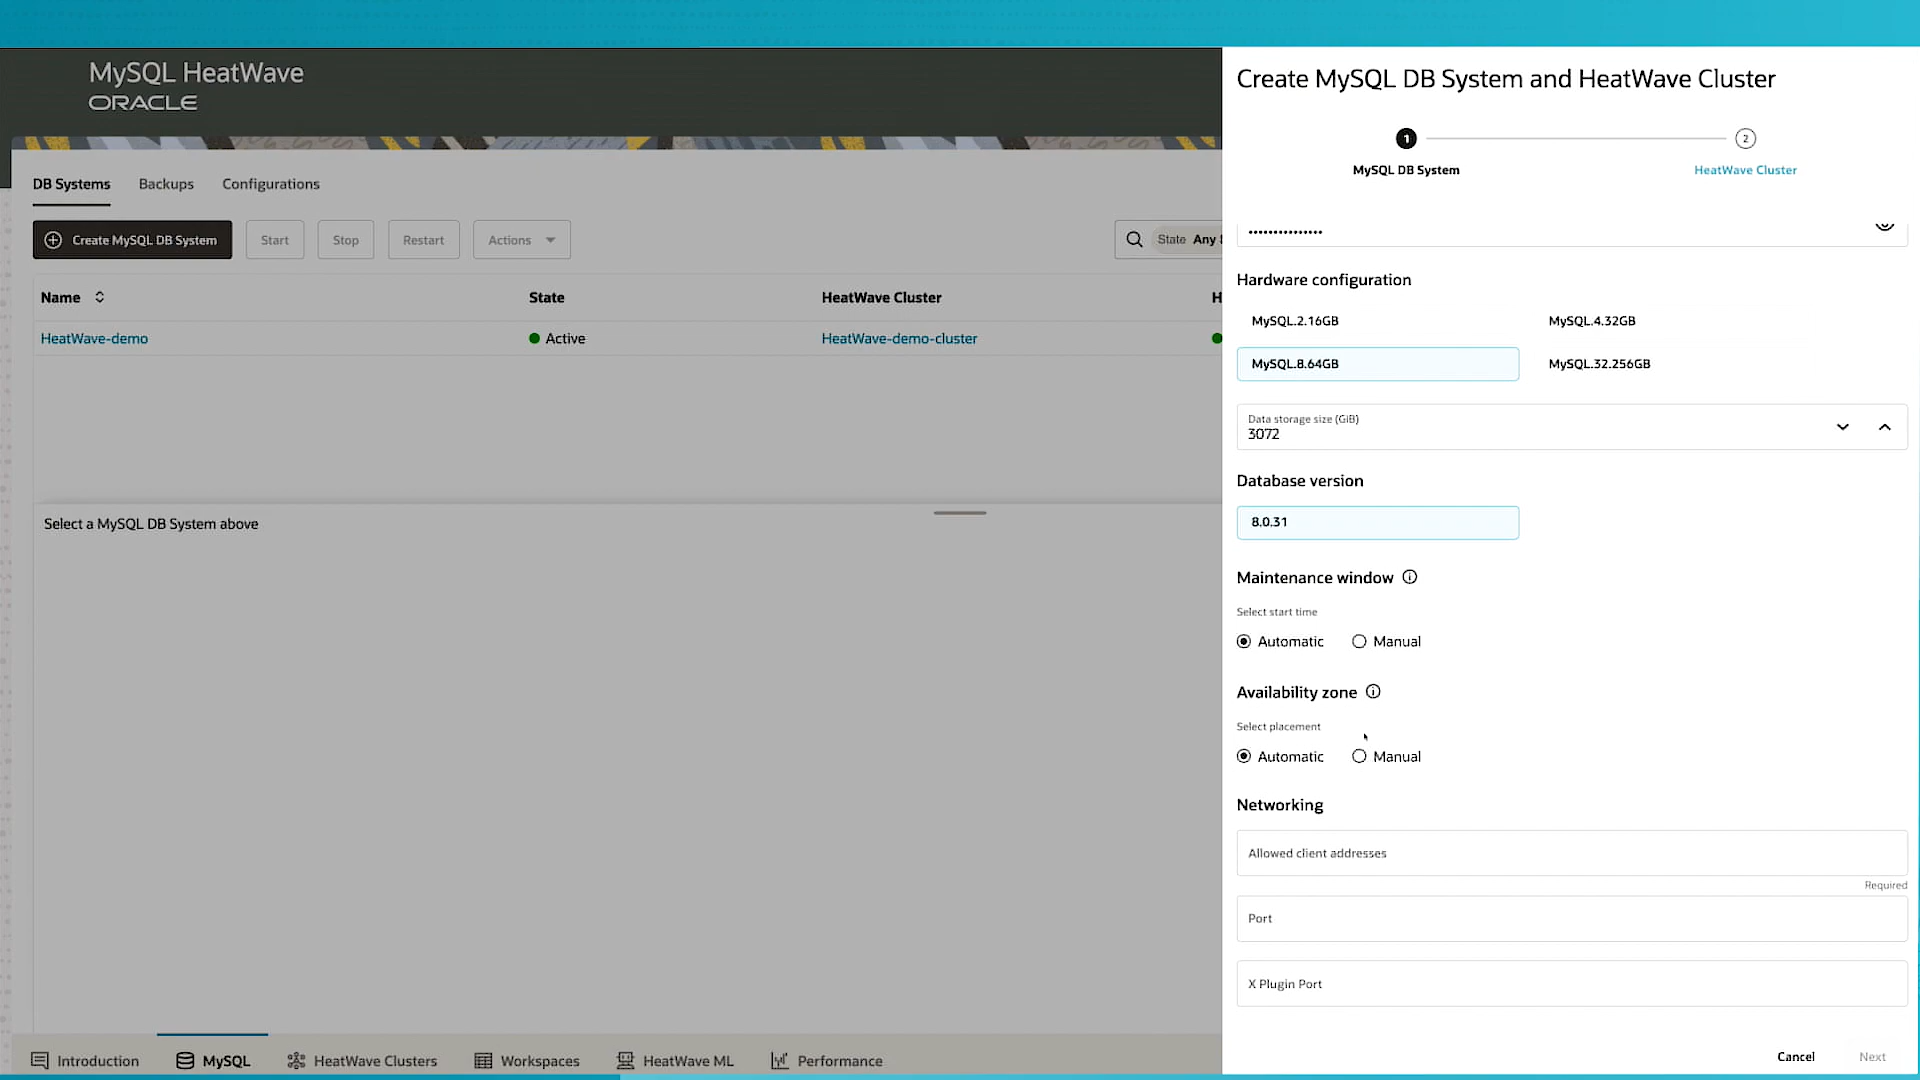 MySQL HeatWave
ORACLE
DB Systems Backups Configurations
Create MySQL DB System Start Stop Restart Actions State Any
Name State HeatWave Cluster H
HeatWave-demo Active HeatWave-demo-cluster
Select a MySQL DB System above
Introduction MySQL HeatWave Clusters Workspaces HeatWave ML Performance
Create MySQL DB System and HeatWave Cluster
1 2
MySQL DB System HeatWave Cluster
•••••••••••••••
Hardware configuration
MySQL.2.16GB MySQL.4.32GB
MySQL.8.64GB MySQL.32.256GB
Data storage size (GiB)
3072
Database version
8.0.31
Maintenance window
Select start time
Automatic Manual
Availability zone
Select placement
Automatic Manual
Networking
Allowed client addresses
Required
Port
X Plugin Port
Cancel Next